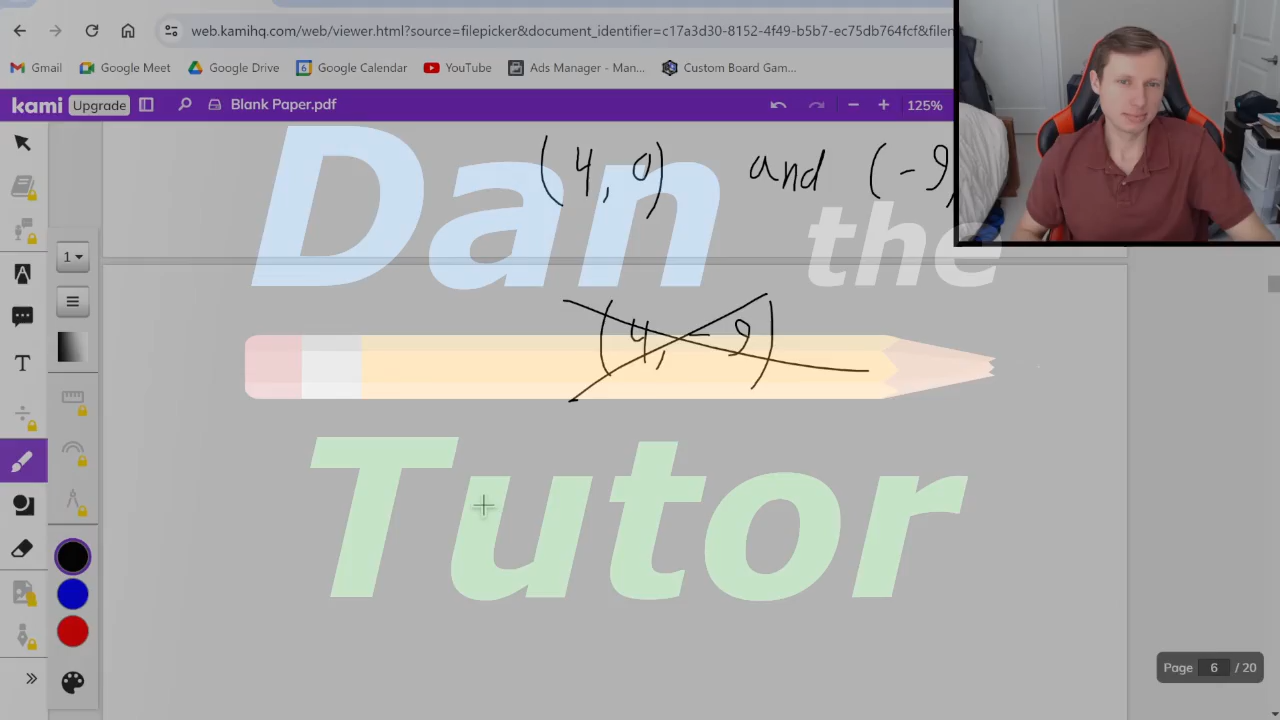 web.kamihq.com/web/viewer.html?source=filepicker&document_identifier=c17a3d30-8152-4f49-b5b7-ec75db764fcf&filen
Gmail Google Meet Google Drive Google Calendar YouTube Ads Manager - Man... Custom Board Gam...
kami Upgrade Blank Paper.pdf 125%
(4, 0) and (-9,
Dan the
1
(4, -9)
Tutor
Page 6 / 20